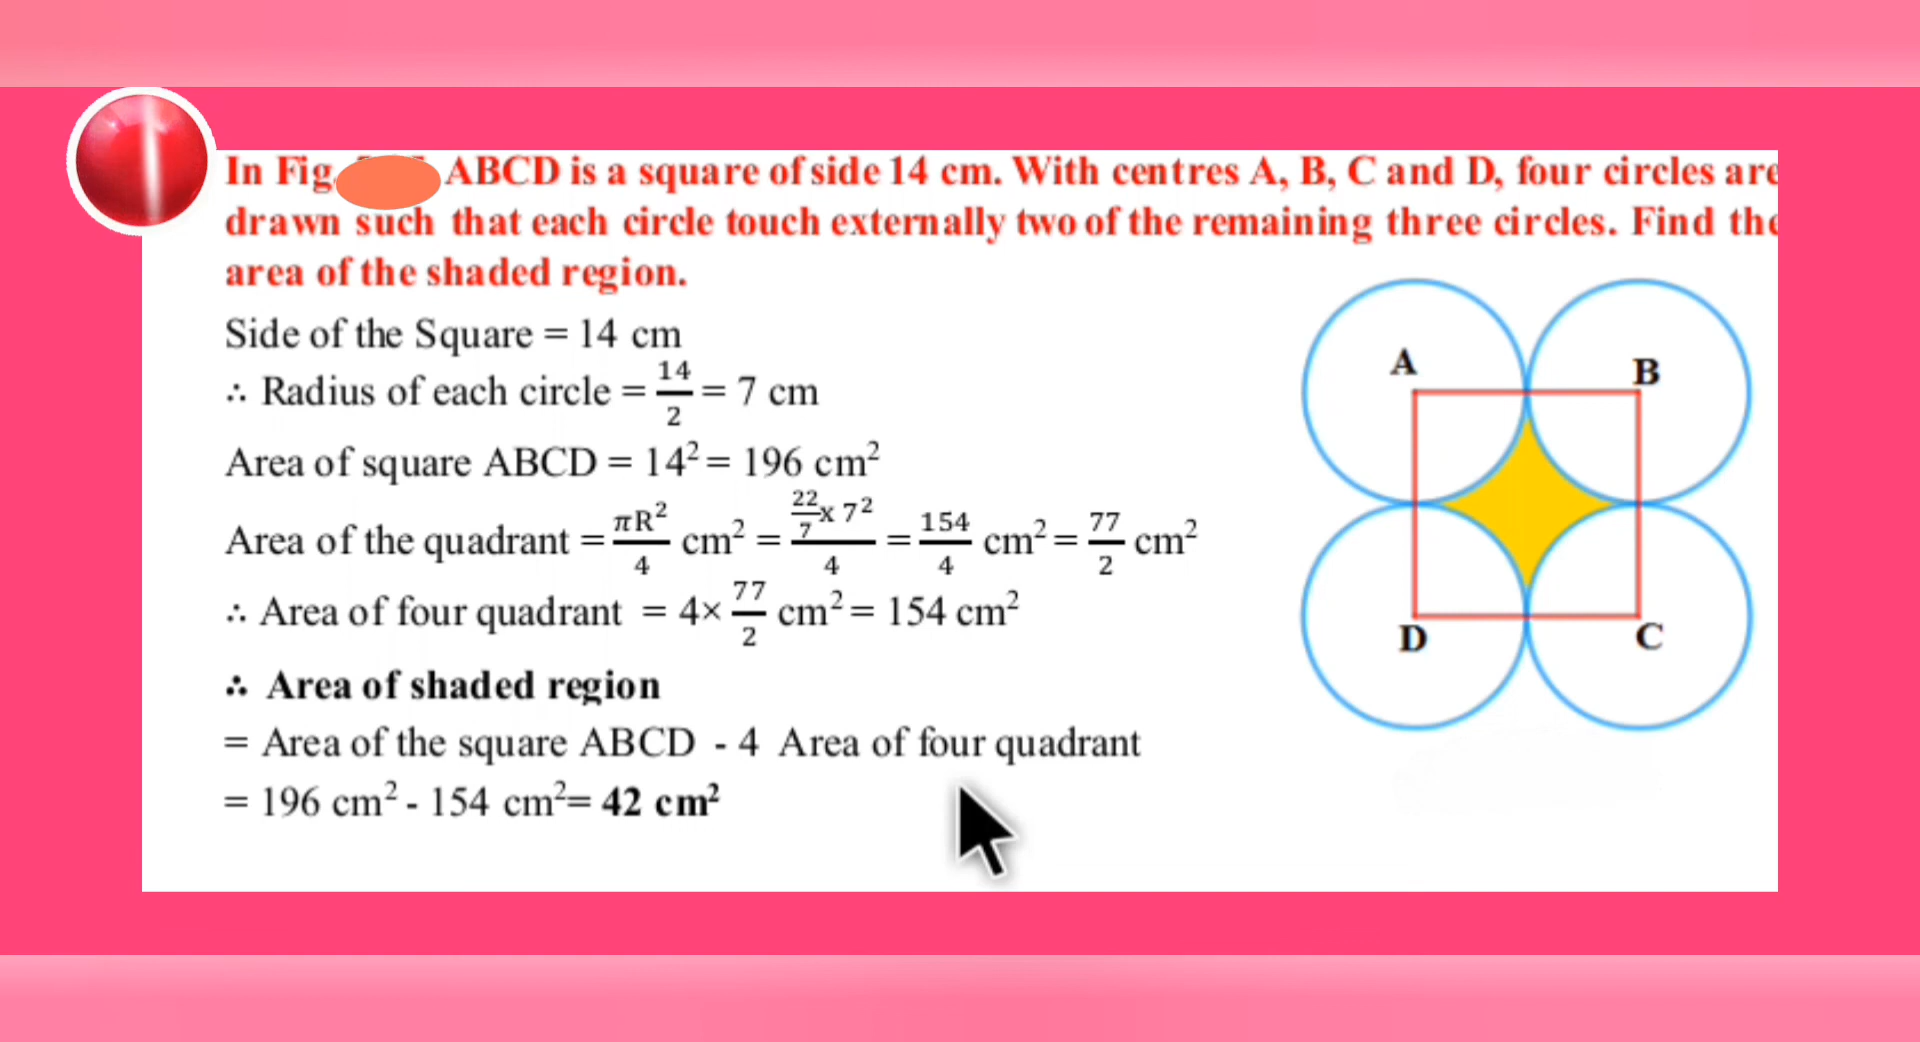 In Fig. ABCD is a square of side 14 cm. With centres A, B, C and D, four circles are
drawn such that each circle touch externally two of the remaining three circles. Find the
area of the shaded region.
Side of the Square = 14 cm
∴ Radius of each circle = 14/2 = 7 cm
Area of square ABCD = 14² = 196 cm²
Area of the quadrant = πR²/4 cm² = 22/7 x 7²/4 = 154/4 cm² = 77/2 cm²
∴ Area of four quadrant = 4× 77/2 cm² = 154 cm²
∴ Area of shaded region
= Area of the square ABCD - 4 Area of four quadrant
= 196 cm² - 154 cm² = 42 cm²
A
B
D
C